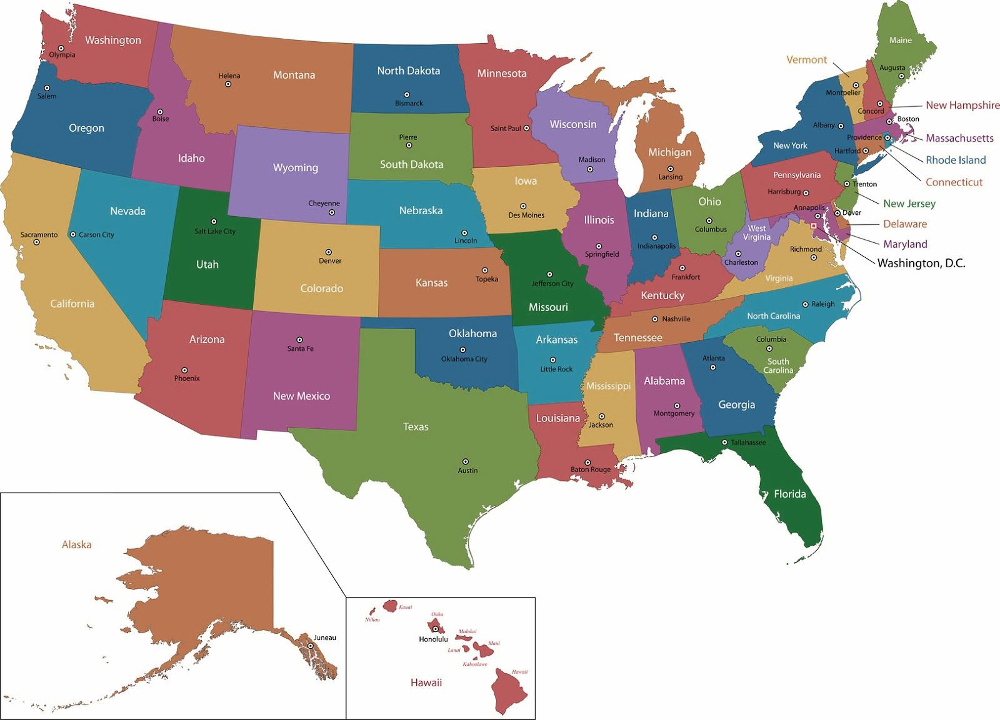 Washington
Olympia
Oregon
Salem
California
Sacramento
Nevada
Carson City
Idaho
Boise
Montana
Helena
Wyoming
Cheyenne
Utah
Salt Lake City
Colorado
Denver
Arizona
Phoenix
New Mexico
Santa Fe
North Dakota
Bismarck
Pierre
South Dakota
Nebraska
Lincoln
Kansas
Topeka
Oklahoma
Oklahoma City
Texas
Austin
Minnesota
Saint Paul
Iowa
Des Moines
Missouri
Jefferson City
Arkansas
Little Rock
Louisiana
Baton Rouge
Wisconsin
Madison
Illinois
Springfield
Michigan
Lansing
Indiana
Indianapolis
Ohio
Columbus
Kentucky
Frankfort
Tennessee
Nashville
Mississippi
Jackson
Alabama
Montgomery
Georgia
Atlanta
Florida
Tallahassee
South
Carolina
Columbia
North Carolina
Raleigh
Virginia
Richmond
West
Virginia
Charleston
Pennsylvania
Harrisburg
New York
Albany
Maine
Augusta
Vermont
Montpelier
New Hampshire
Concord
Boston
Massachusetts
Providence
Rhode Island
Hartford
Connecticut
Trenton
New Jersey
Dover
Delaware
Annapolis
Maryland
Washington, D.C.
Alaska
Juneau
Hawaii
Honolulu
Niihau
Kauai
Oahu
Molokai
Lanai
Maui
Kahoolawe
Hawaii